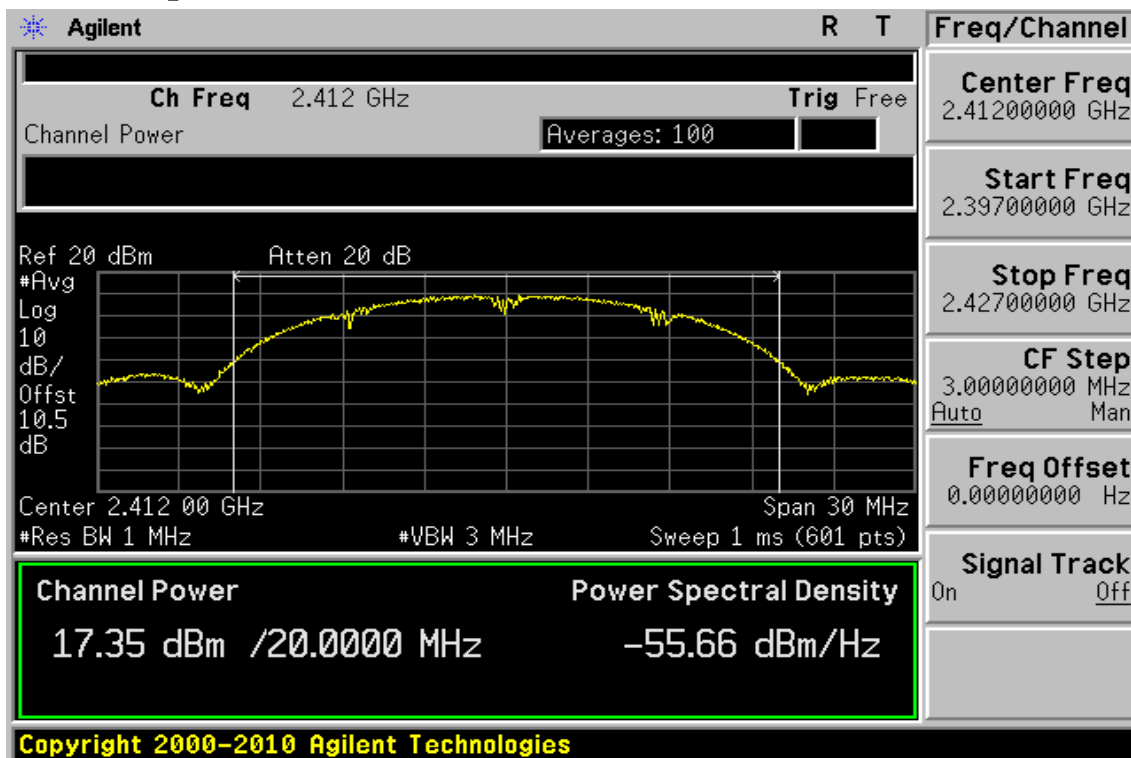 Agilent R T Freq/Channel
Ch Freq 2.412 GHz Trig Free
Channel Power Averages: 100
Center Freq
2.41200000 GHz
Start Freq
2.39700000 GHz
Stop Freq
2.42700000 GHz
CF Step
3.00000000 MHz
Auto Man
Freq Offset
0.00000000 Hz
Signal Track
On Off
Ref 20 dBm Atten 20 dB
#Avg
Log
10
dB/
Offst
10.5
dB
Center 2.412 00 GHz Span 30 MHz
#Res BW 1 MHz #VBW 3 MHz Sweep 1 ms (601 pts)
Channel Power Power Spectral Density
17.35 dBm /20.0000 MHz -55.66 dBm/Hz
Copyright 2000-2010 Agilent Technologies